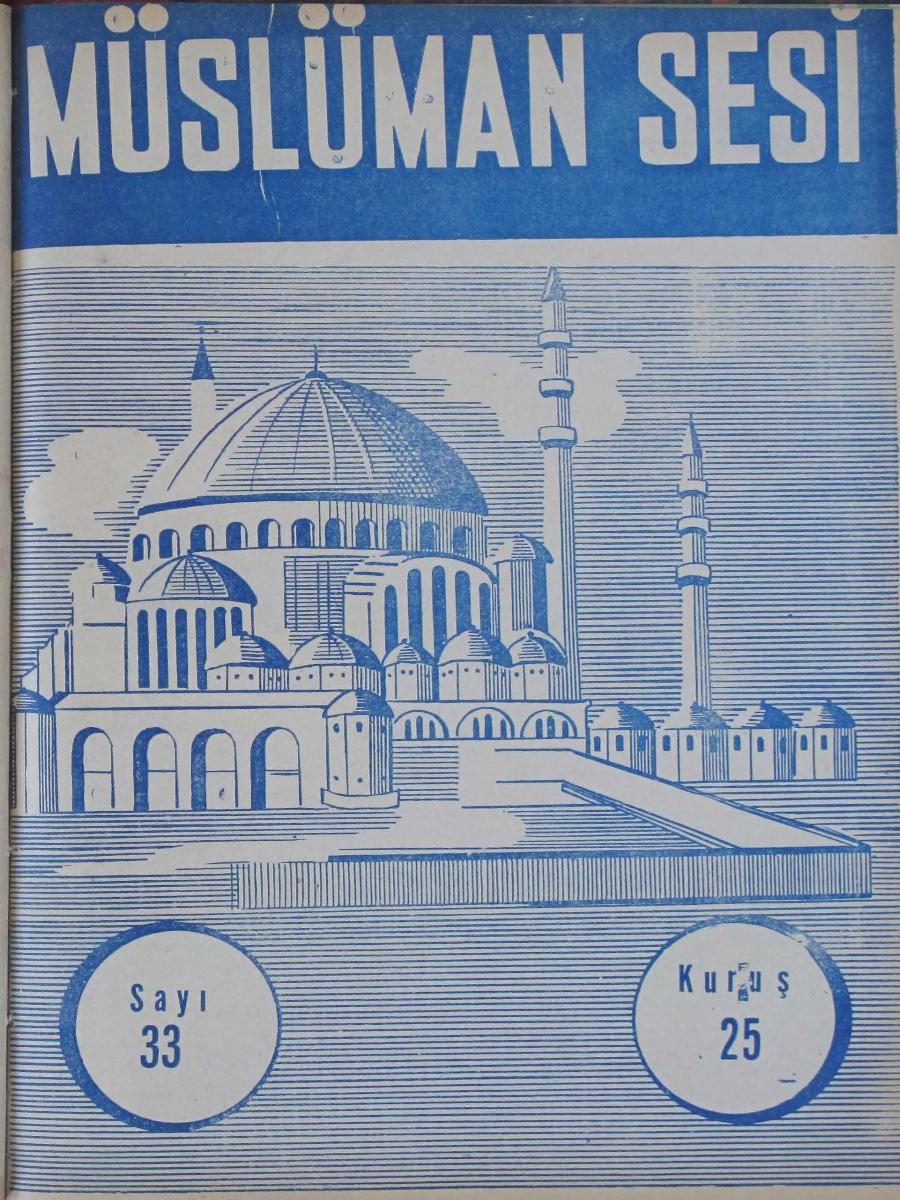 MÜSLÜMAN SESİ
Sayı
33
Kuruş
25